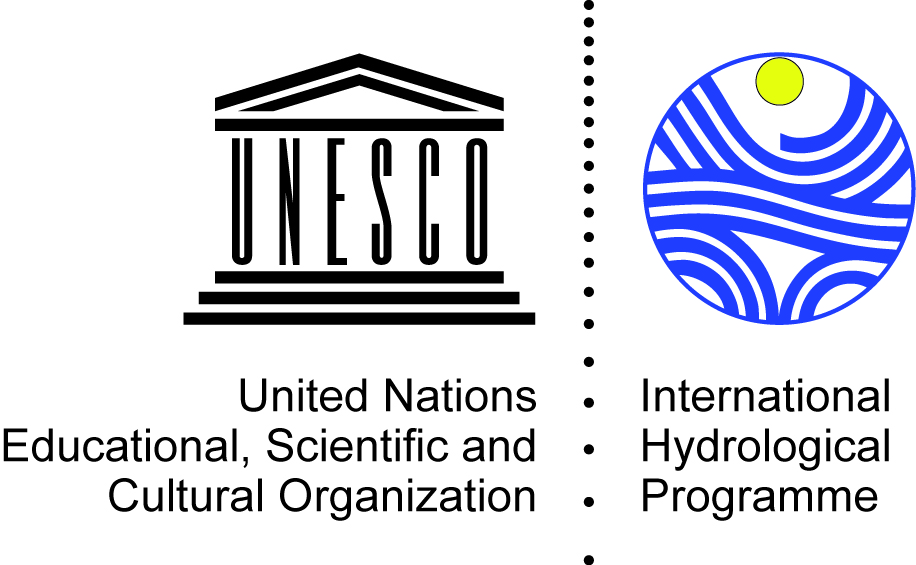 UNESCO
United Nations
Educational, Scientific and
Cultural Organization
International
Hydrological
Programme